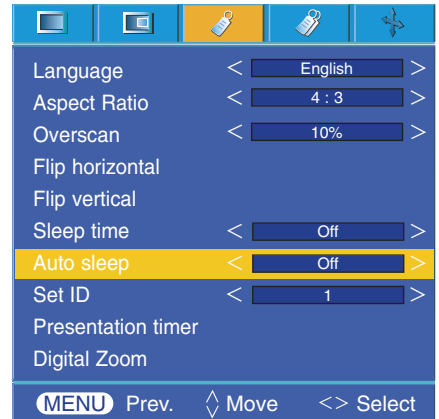 Language < English >
Aspect Ratio < 4 : 3 >
Overscan < 10% >
Flip horizontal
Flip vertical
Sleep time < Off >
Auto sleep < Off >
Set ID < 1 >
Presentation timer
Digital Zoom
MENU Prev. Move <> Select